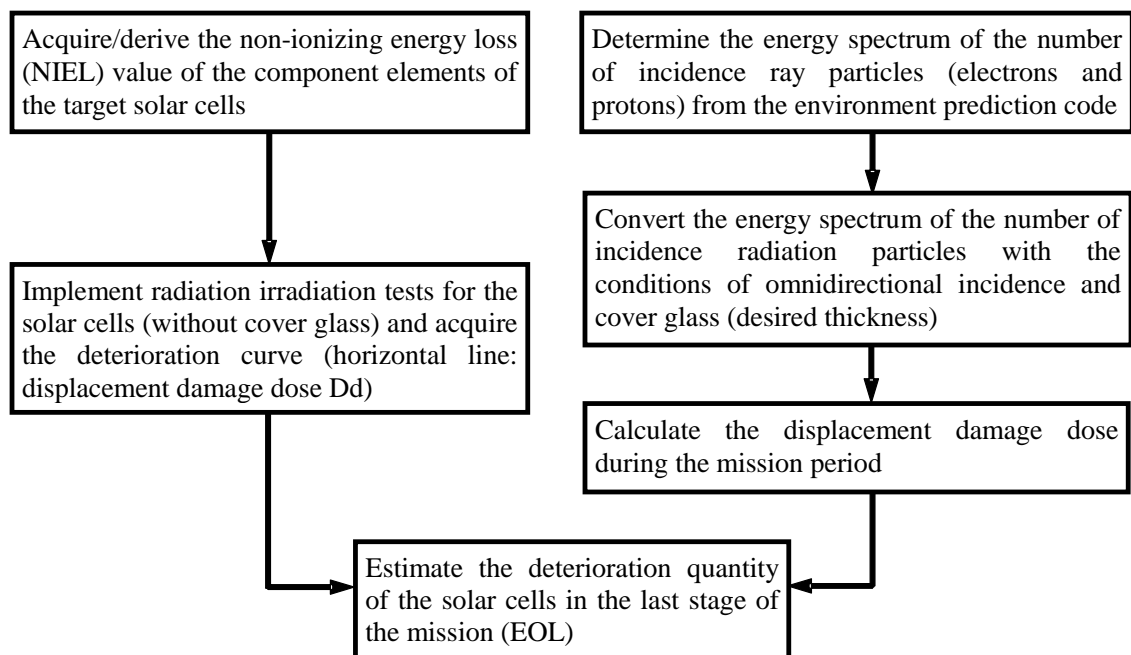 Acquire/derive the non-ionizing energy loss
(NIEL) value of the component elements of
the target solar cells
Determine the energy spectrum of the number
of incidence ray particles (electrons and
protons) from the environment prediction code
Implement radiation irradiation tests for the
solar cells (without cover glass) and acquire
the deterioration curve (horizontal line:
displacement damage dose Dd)
Convert the energy spectrum of the number of
incidence radiation particles with the
conditions of omnidirectional incidence and
cover glass (desired thickness)
Calculate the displacement damage dose
during the mission period
Estimate the deterioration quantity
of the solar cells in the last stage of
the mission (EOL)